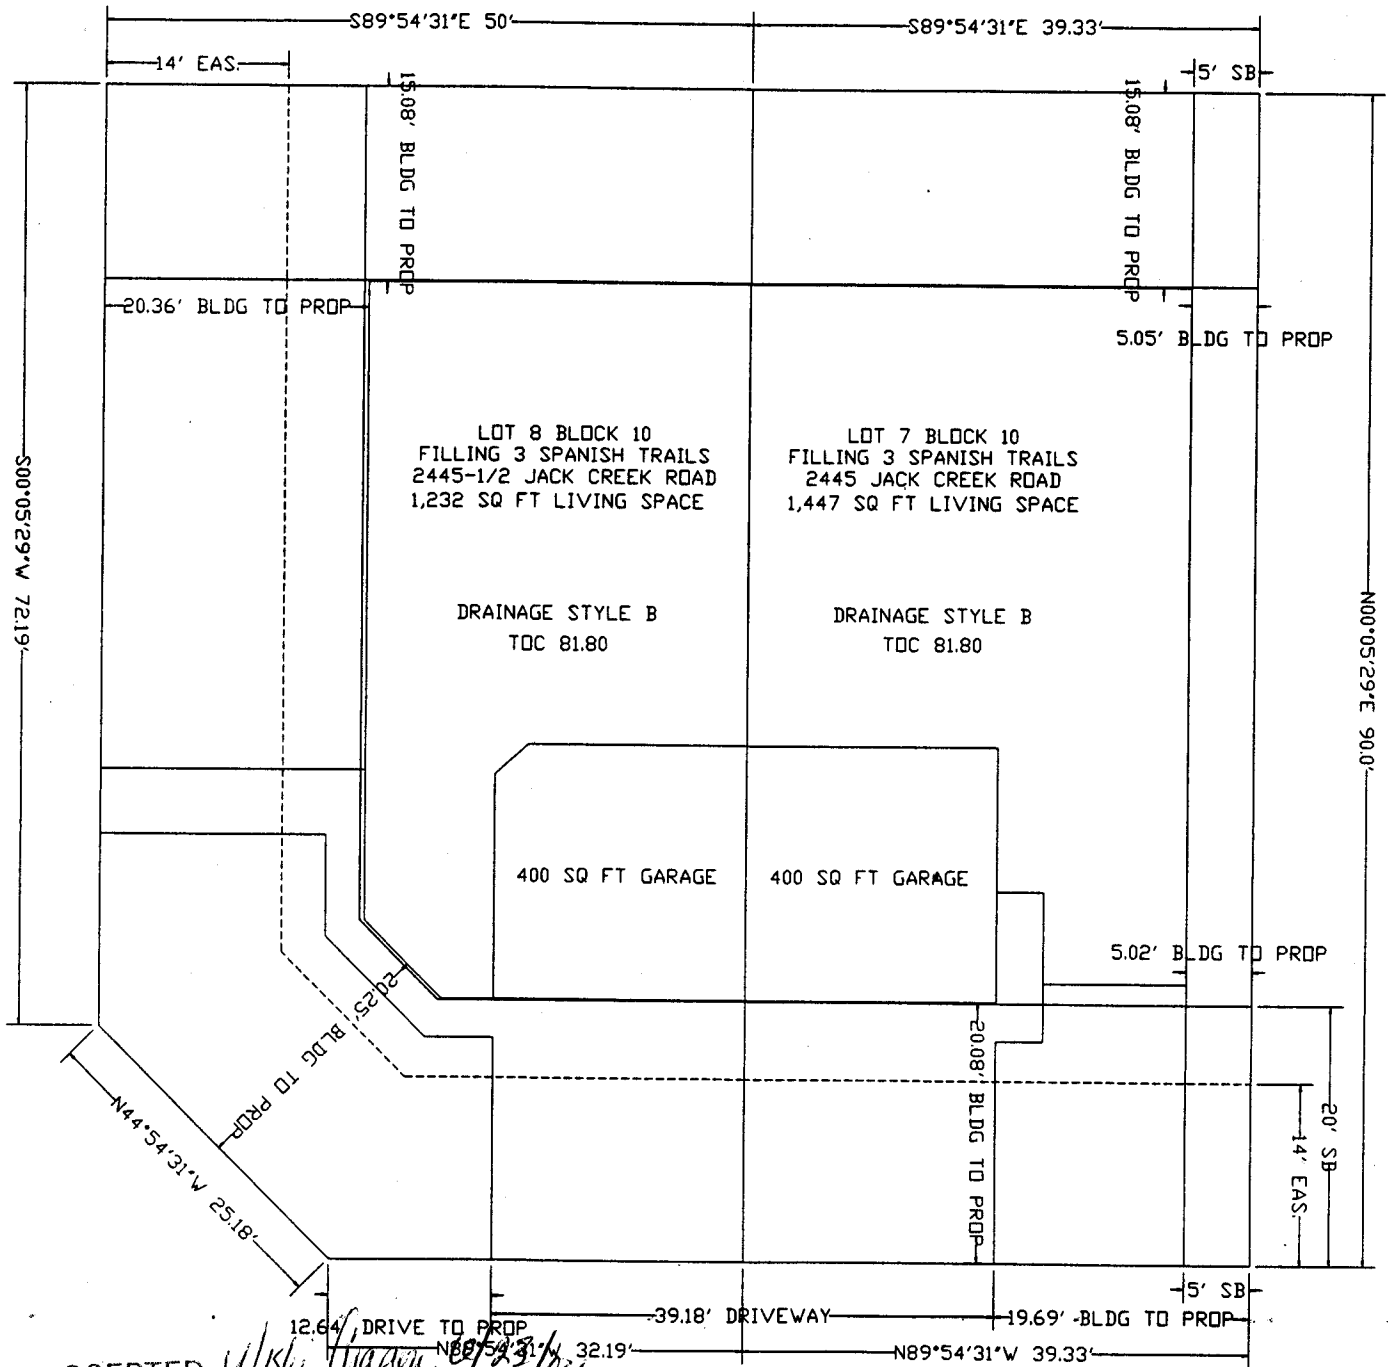 S89°54'31"E 50'
S89°54'31"E 39.33'
14' EAS.
5' SB
15.08' BLDG TO PROP
15.08' BLDG TO PROP
20.36' BLDG TO PROP
5.05' BLDG TO PROP
LOT 8 BLOCK 10
FILLING 3 SPANISH TRAILS
2445-1/2 JACK CREEK ROAD
1,232 SQ FT LIVING SPACE
LOT 7 BLOCK 10
FILLING 3 SPANISH TRAILS
2445 JACK CREEK ROAD
1,447 SQ FT LIVING SPACE
S00°05'29"W 72.19'
N00°05'29"E 90.0'
DRAINAGE STYLE B
TOC 81.80
DRAINAGE STYLE B
TOC 81.80
400 SQ FT GARAGE
400 SQ FT GARAGE
5.02' BLDG TO PROP
20.25' BLDG TO PROP
20.08' BLDG TO PROP
20' SB
14' EAS.
N44°54'31"W 25.18'
5' SB
12.64' DRIVE TO PROP
39.18' DRIVEWAY
19.69' BLDG TO PROP
N89°54'31"W 32.19'
N89°54'31"W 39.33'